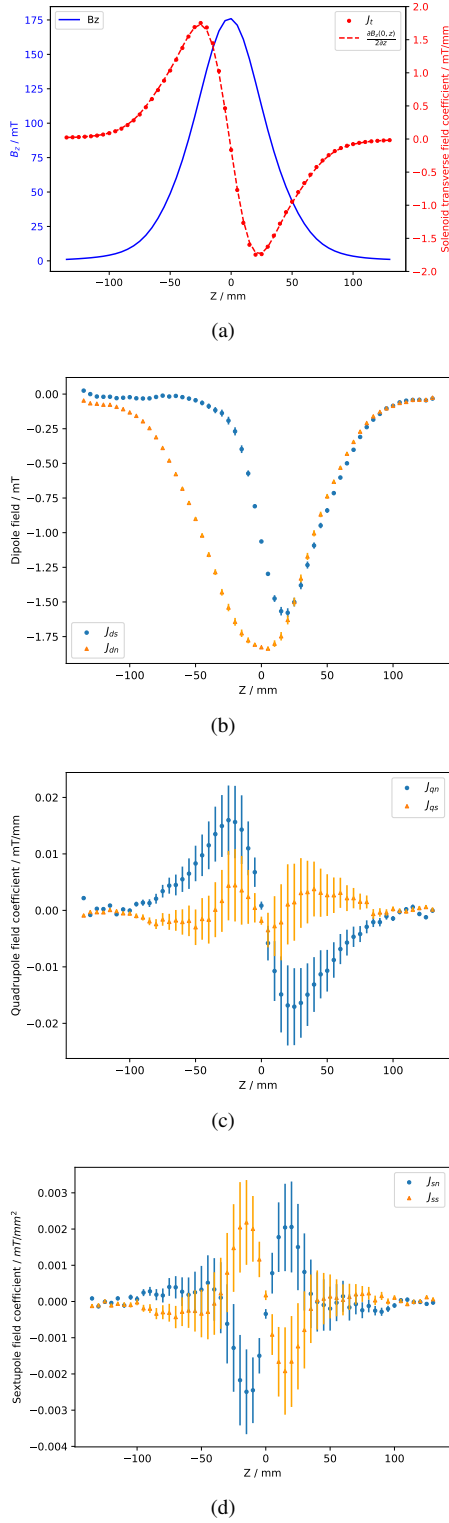 Bz
J_t
∂B_z(0, z)
2∂z
175
150
125
100
75
50
25
0
B_z / mT
2.0
1.5
1.0
0.5
0.0
−0.5
−1.0
−1.5
−2.0
Solenoid transverse field coefficient / mT/mm
−100 −50 0 50 100
Z / mm
(a)
0.00
−0.25
−0.50
−0.75
−1.00
−1.25
−1.50
−1.75
Dipole field / mT
J_ds
J_dn
−100 −50 0 50 100
Z / mm
(b)
J_qn
J_qs
0.02
0.01
0.00
−0.01
−0.02
Quadrupole field coefficient / mT/mm
−100 −50 0 50 100
Z / mm
(c)
J_sn
J_ss
0.003
0.002
0.001
0.000
−0.001
−0.002
−0.003
−0.004
Sextupole field coefficient / mT/mm²
−100 −50 0 50 100
Z / mm
(d)